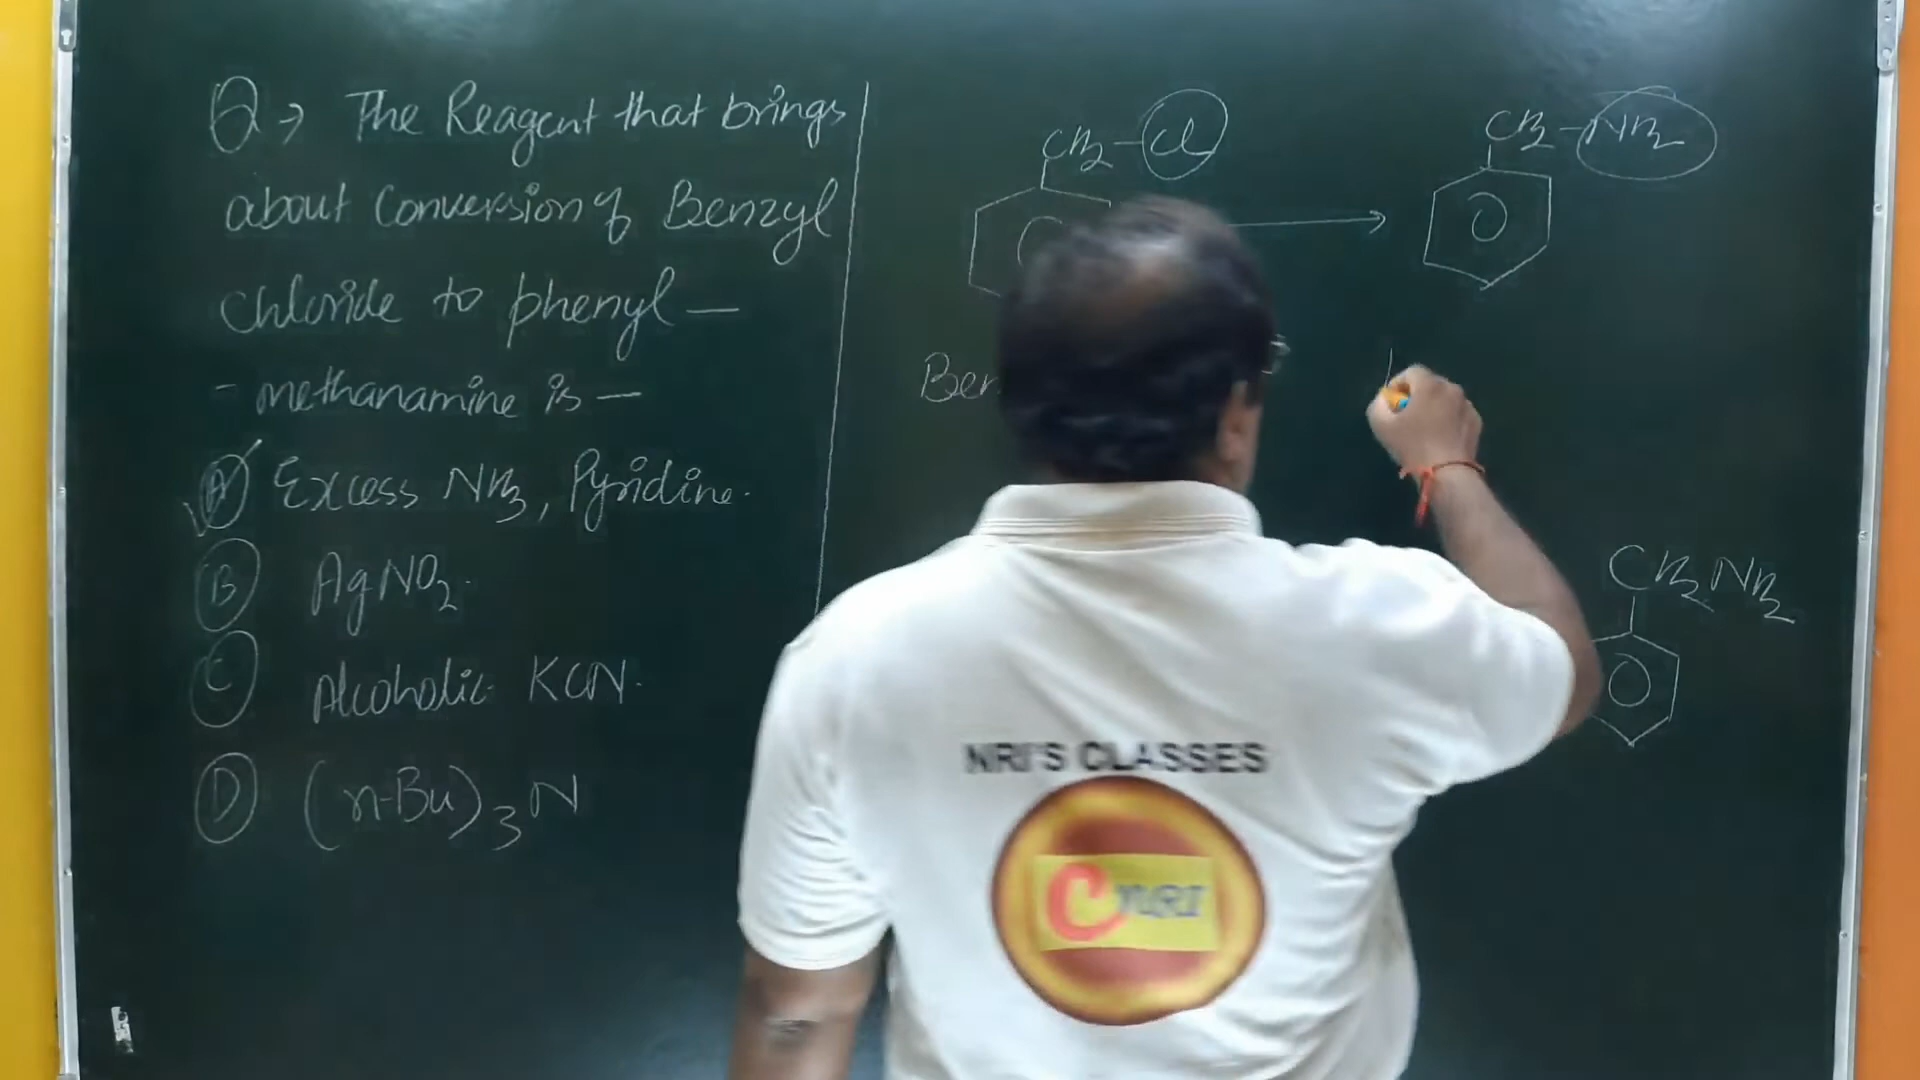 Q → The Reagent that brings
about Conversion of Benzyl
chloride to phenyl —
- methanamine is —
(A) Excess NH3, Pyridine.
(B) AgNO2.
(C) Alcoholic KCN.
(D) (n-Bu)3N
CH2-Cl
CH2-NH2
Ben
CH2NH2
NRI'S CLASSES
CNRI